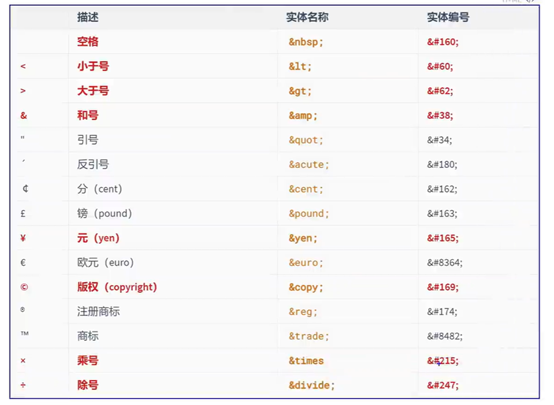 描述 实体名称 实体编号
空格 &nbsp; &#160;
< 小于号 &lt; &#60;
> 大于号 &gt; &#62;
& 和号 &amp; &#38;
" 引号 &quot; &#34;
´ 反引号 &acute; &#180;
¢ 分（cent） &cent; &#162;
£ 镑（pound） &pound; &#163;
¥ 元（yen） &yen; &#165;
€ 欧元（euro） &euro; &#8364;
© 版权（copyright） &copy; &#169;
® 注册商标 &reg; &#174;
™ 商标 &trade; &#8482;
× 乘号 &times &#215;
÷ 除号 &divide; &#247;